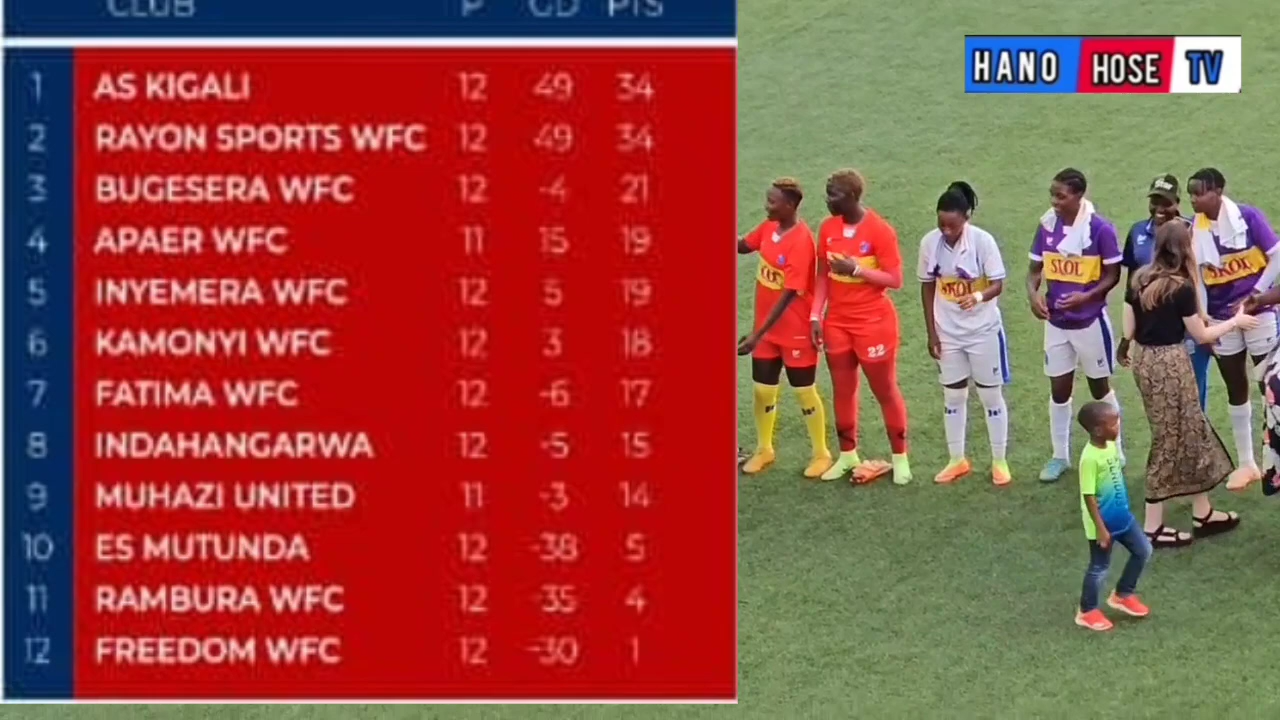 CLUB P GD PTS
1 AS KIGALI 12 49 34
2 RAYON SPORTS WFC 12 49 34
3 BUGESERA WFC 12 -4 21
4 APAER WFC 11 15 19
5 INYEMERA WFC 12 5 19
6 KAMONYI WFC 12 3 18
7 FATIMA WFC 12 -6 17
8 INDAHANGARWA 12 -5 15
9 MUHAZI UNITED 11 -3 14
10 ES MUTUNDA 12 -38 5
11 RAMBURA WFC 12 -35 4
12 FREEDOM WFC 12 -30 1
HANO HOSE TV
SKOL
22
SKOL
SKOL
SKOL